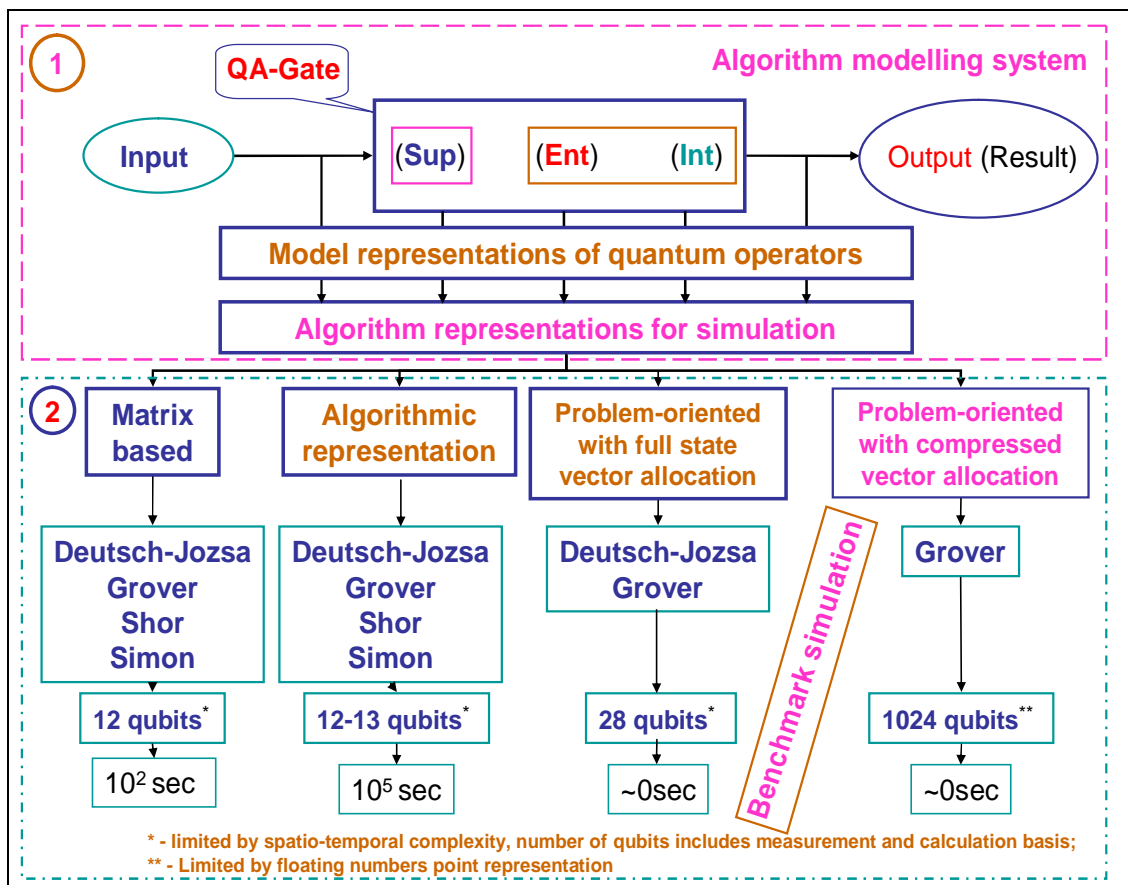 1
QA-Gate
Algorithm modelling system
Input
(Sup)
(Ent)
(Int)
Output (Result)
Model representations of quantum operators
Algorithm representations for simulation
2
Matrix
based
Algorithmic
representation
Problem-oriented
with full state
vector allocation
Problem-oriented
with compressed
vector allocation
Deutsch-Jozsa
Grover
Shor
Simon
Deutsch-Jozsa
Grover
Shor
Simon
Deutsch-Jozsa
Grover
Grover
Benchmark simulation
12 qubits*
12-13 qubits*
28 qubits*
1024 qubits**
10² sec
10⁵ sec
~0sec
~0sec
* - limited by spatio-temporal complexity, number of qubits includes measurement and calculation basis;
** - Limited by floating numbers point representation